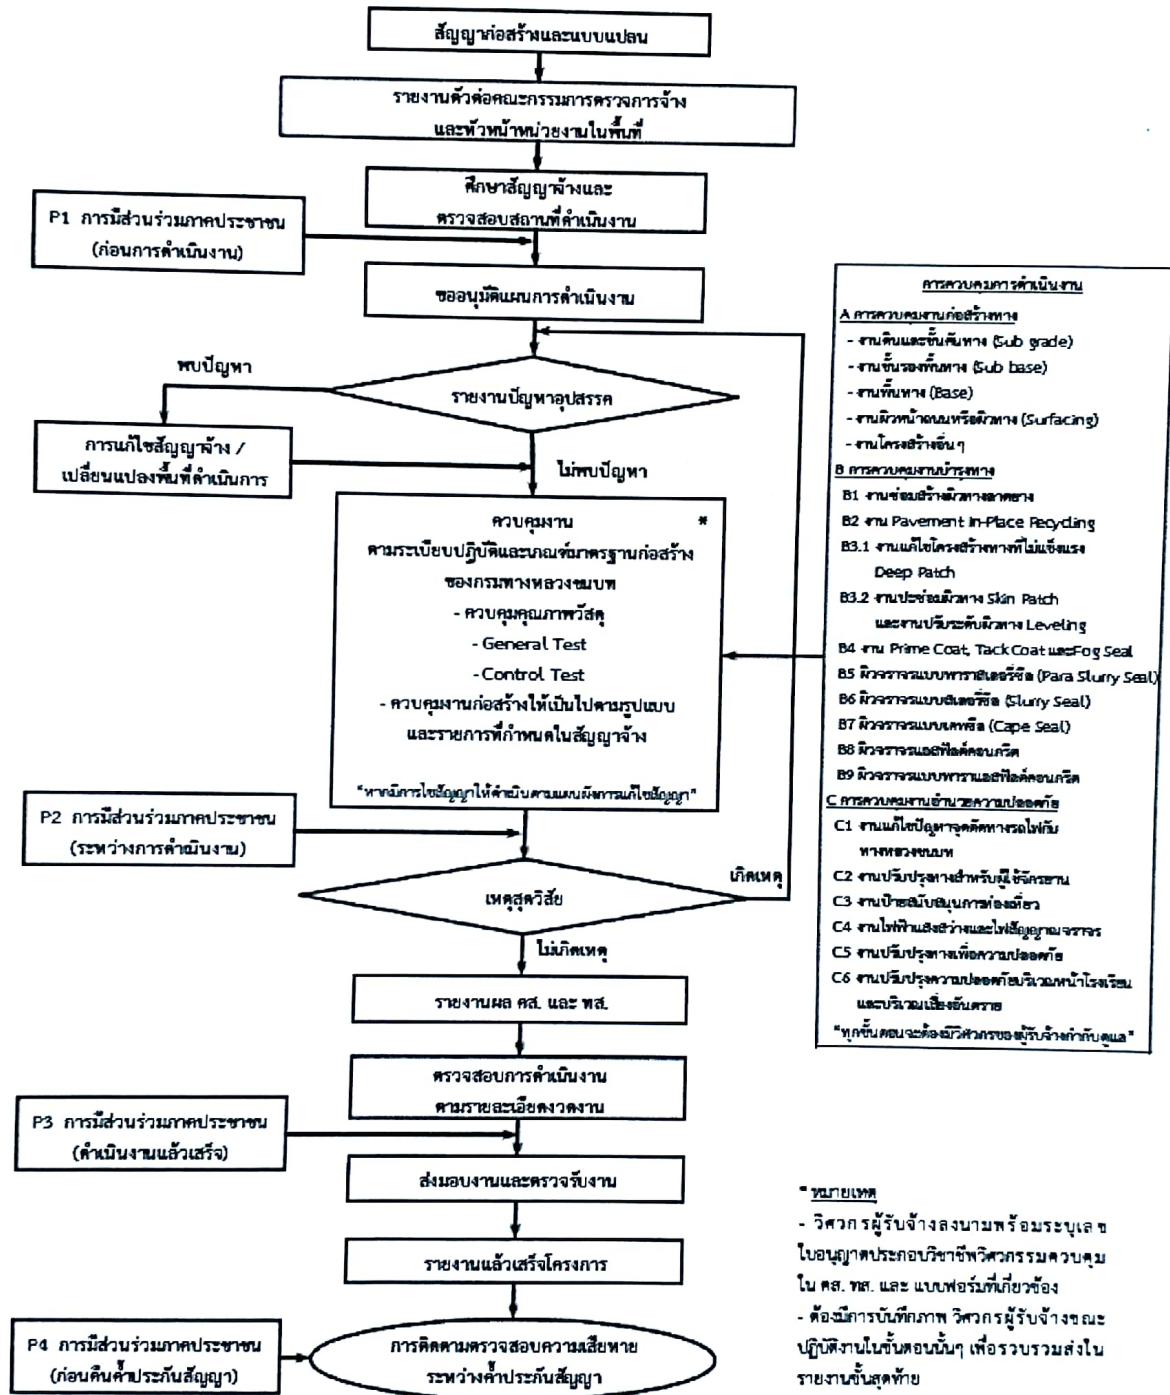 สัญญาก่อสร้างและแบบแปลน
รายงานตัวต่อคณะกรรมการตรวจการจ้าง
และหัวหน้าหน่วยงานในพื้นที่
ศึกษาสัญญาจ้างและ
ตรวจสอบสถานที่ดำเนินงาน
P1 การมีส่วนร่วมภาคประชาชน
(ก่อนการดำเนินงาน)
ขออนุมัติแผนการดำเนินงาน
พบปัญหา
รายงานปัญหาอุปสรรค
การแก้ไขสัญญาจ้าง /
เปลี่ยนแปลงพื้นที่ดำเนินการ
ไม่พบปัญหา
ควบคุมงาน *
ตามระเบียบปฏิบัติและเกณฑ์มาตรฐานก่อสร้าง
ของกรมทางหลวงชนบท
- ควบคุมคุณภาพวัสดุ
- General Test
- Control Test
- ควบคุมงานก่อสร้างให้เป็นไปตามรูปแบบ
และรายการที่กำหนดในสัญญาจ้าง
"หากมีการแก้ไขสัญญาให้ดำเนินตามแผนผังการแก้ไขสัญญา"
P2 การมีส่วนร่วมภาคประชาชน
(ระหว่างการดำเนินงาน)
เหตุสุดวิสัย
เกิดเหตุ
ไม่เกิดเหตุ
รายงานผล คส. และ ทส.
ตรวจสอบการดำเนินงาน
ตามรายละเอียดงวดงาน
P3 การมีส่วนร่วมภาคประชาชน
(ดำเนินงานแล้วเสร็จ)
ส่งมอบงานและตรวจรับงาน
รายงานแล้วเสร็จโครงการ
P4 การมีส่วนร่วมภาคประชาชน
(ก่อนคืนค้ำประกันสัญญา)
การติดตามตรวจสอบความเสียหาย
ระหว่างค้ำประกันสัญญา
การควบคุมการดำเนินงาน
A การควบคุมงานก่อสร้างทาง
- งานดินและชั้นคันทาง (Sub grade)
- งานชั้นรองพื้นทาง (Sub base)
- งานพื้นทาง (Base)
- งานผิวหน้าถนนหรือผิวทาง (Surfacing)
- งานโครงสร้างอื่นๆ
B การควบคุมงานบำรุงทาง
B1 งานซ่อมสร้างผิวทางลาดยาง
B2 งาน Pavement In-Place Recycling
B3.1 งานแก้ไขโครงสร้างทางที่ไม่แข็งแรง
Deep Patch
B3.2 งานปะซ่อมผิวทาง Skin Patch
และงานปรับระดับผิวทาง Leveling
B4 งาน Prime Coat, Tack Coat และFog Seal
B5 ผิวจราจรแบบพาราสเลอรี่ซีล (Para Slurry Seal)
B6 ผิวจราจรแบบสเลอรี่ซีล (Slurry Seal)
B7 ผิวจราจรแบบเคพซีล (Cape Seal)
B8 ผิวจราจรแอสฟัลต์คอนกรีต
B9 ผิวจราจรแบบพาราแอสฟัลต์คอนกรีต
C การควบคุมงานอำนวยความปลอดภัย
C1 งานแก้ไขปัญหาจุดตัดทางรถไฟกับ
ทางหลวงชนบท
C2 งานปรับปรุงทางสำหรับผู้ใช้จักรยาน
C3 งานป้ายสนับสนุนการท่องเที่ยว
C4 งานไฟฟ้าแสงสว่างและไฟสัญญาณจราจร
C5 งานปรับปรุงทางเพื่อความปลอดภัย
C6 งานปรับปรุงความปลอดภัยบริเวณหน้าโรงเรียน
และบริเวณเสี่ยงอันตราย
"ทุกขั้นตอนจะต้องมีวิศวกรของผู้รับจ้างกำกับดูแล"
* หมายเหตุ
- วิศวกรผู้รับจ้างลงนามพร้อมระบุเลข
ใบอนุญาตประกอบวิชาชีพวิศวกรรมควบคุม
ใน คส. ทส. และ แบบฟอร์มที่เกี่ยวข้อง
- ต้องมีการบันทึกภาพ วิศวกรผู้รับจ้างขณะ
ปฏิบัติงานในขั้นตอนนั้นๆ เพื่อรวบรวมส่งใน
รายงานขั้นสุดท้าย